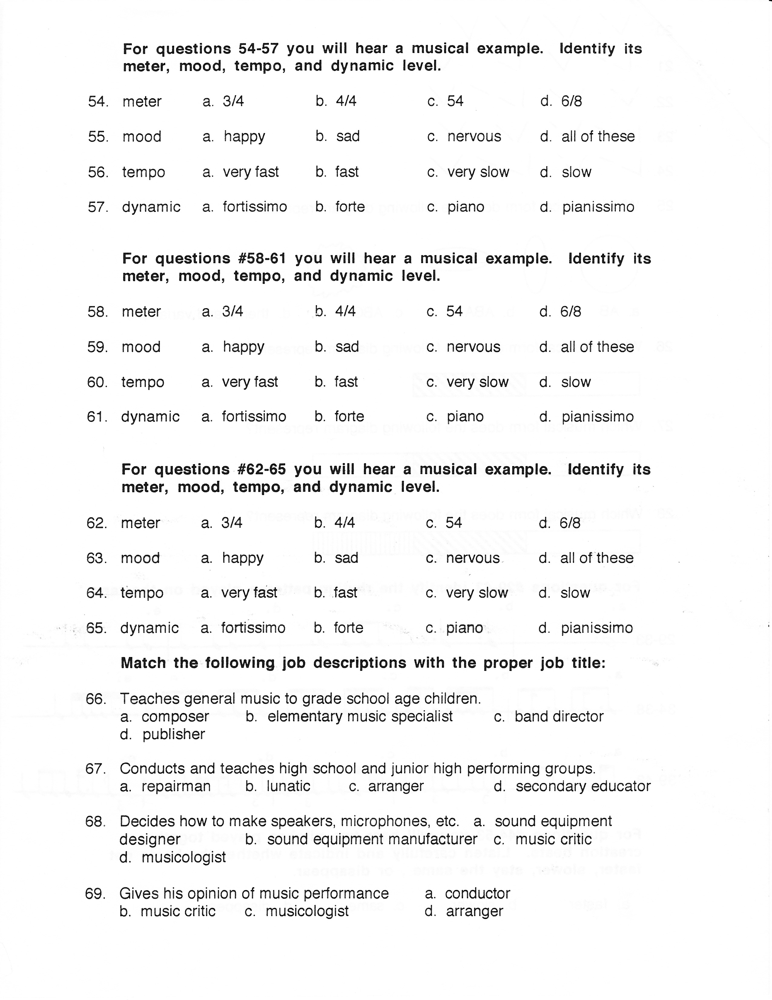 For questions 54-57 you will hear a musical example. Identify its
meter, mood, tempo, and dynamic level.
54. meter a. 3/4 b. 4/4 c. 54 d. 6/8
55. mood a. happy b. sad c. nervous d. all of these
56. tempo a. very fast b. fast c. very slow d. slow
57. dynamic a. fortissimo b. forte c. piano d. pianissimo
For questions #58-61 you will hear a musical example. Identify its
meter, mood, tempo, and dynamic level.
58. meter a. 3/4 b. 4/4 c. 54 d. 6/8
59. mood a. happy b. sad c. nervous d. all of these
60. tempo a. very fast b. fast c. very slow d. slow
61. dynamic a. fortissimo b. forte c. piano d. pianissimo
For questions #62-65 you will hear a musical example. Identify its
meter, mood, tempo, and dynamic level.
62. meter a. 3/4 b. 4/4 c. 54 d. 6/8
63. mood a. happy b. sad c. nervous d. all of these
64. tempo a. very fast b. fast c. very slow d. slow
65. dynamic a. fortissimo b. forte c. piano d. pianissimo
Match the following job descriptions with the proper job title:
66. Teaches general music to grade school age children.
a. composer b. elementary music specialist c. band director
d. publisher
67. Conducts and teaches high school and junior high performing groups.
a. repairman b. lunatic c. arranger d. secondary educator
68. Decides how to make speakers, microphones, etc. a. sound equipment
designer b. sound equipment manufacturer c. music critic
d. musicologist
69. Gives his opinion of music performance a. conductor
b. music critic c. musicologist d. arranger